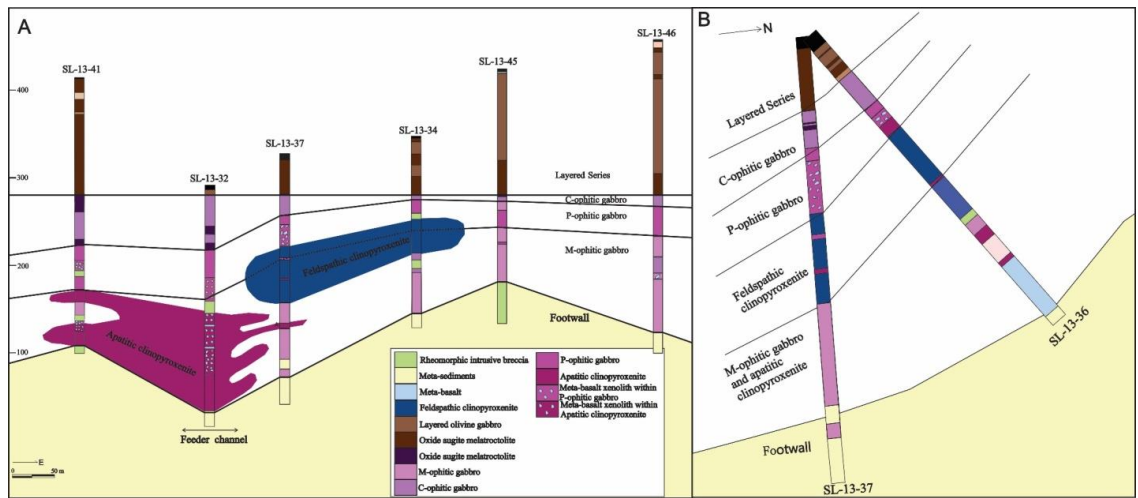 A
SL-13-41
SL-13-32
SL-13-37
SL-13-34
SL-13-45
SL-13-46
400
300
200
100
Layered Series
C-ophitic gabbro
P-ophitic gabbro
M-ophitic gabbro
Feldspathic clinopyroxenite
Apatitic clinopyroxenite
Footwall
Feeder channel
E
0 50 m
Rheomorphic intrusive breccia
Meta-sediments
Meta-basalt
Feldspathic clinopyroxenite
Layered olivine gabbro
Oxide augite melatroctolite
Oxide augite melatroctolite
M-ophitic gabbro
C-ophitic gabbro
P-ophitic gabbro
Apatitic clinopyroxenite
Meta-basalt xenolith within
P-ophitic gabbro
Meta-basalt xenolith within
Apatitic clinopyroxenite
B
N
Layered Series
C-ophitic gabbro
P-ophitic gabbro
Feldspathic
clinopyroxenite
M-ophitic gabbro
and apatitic
clinopyroxenite
Footwall
SL-13-37
SL-13-36